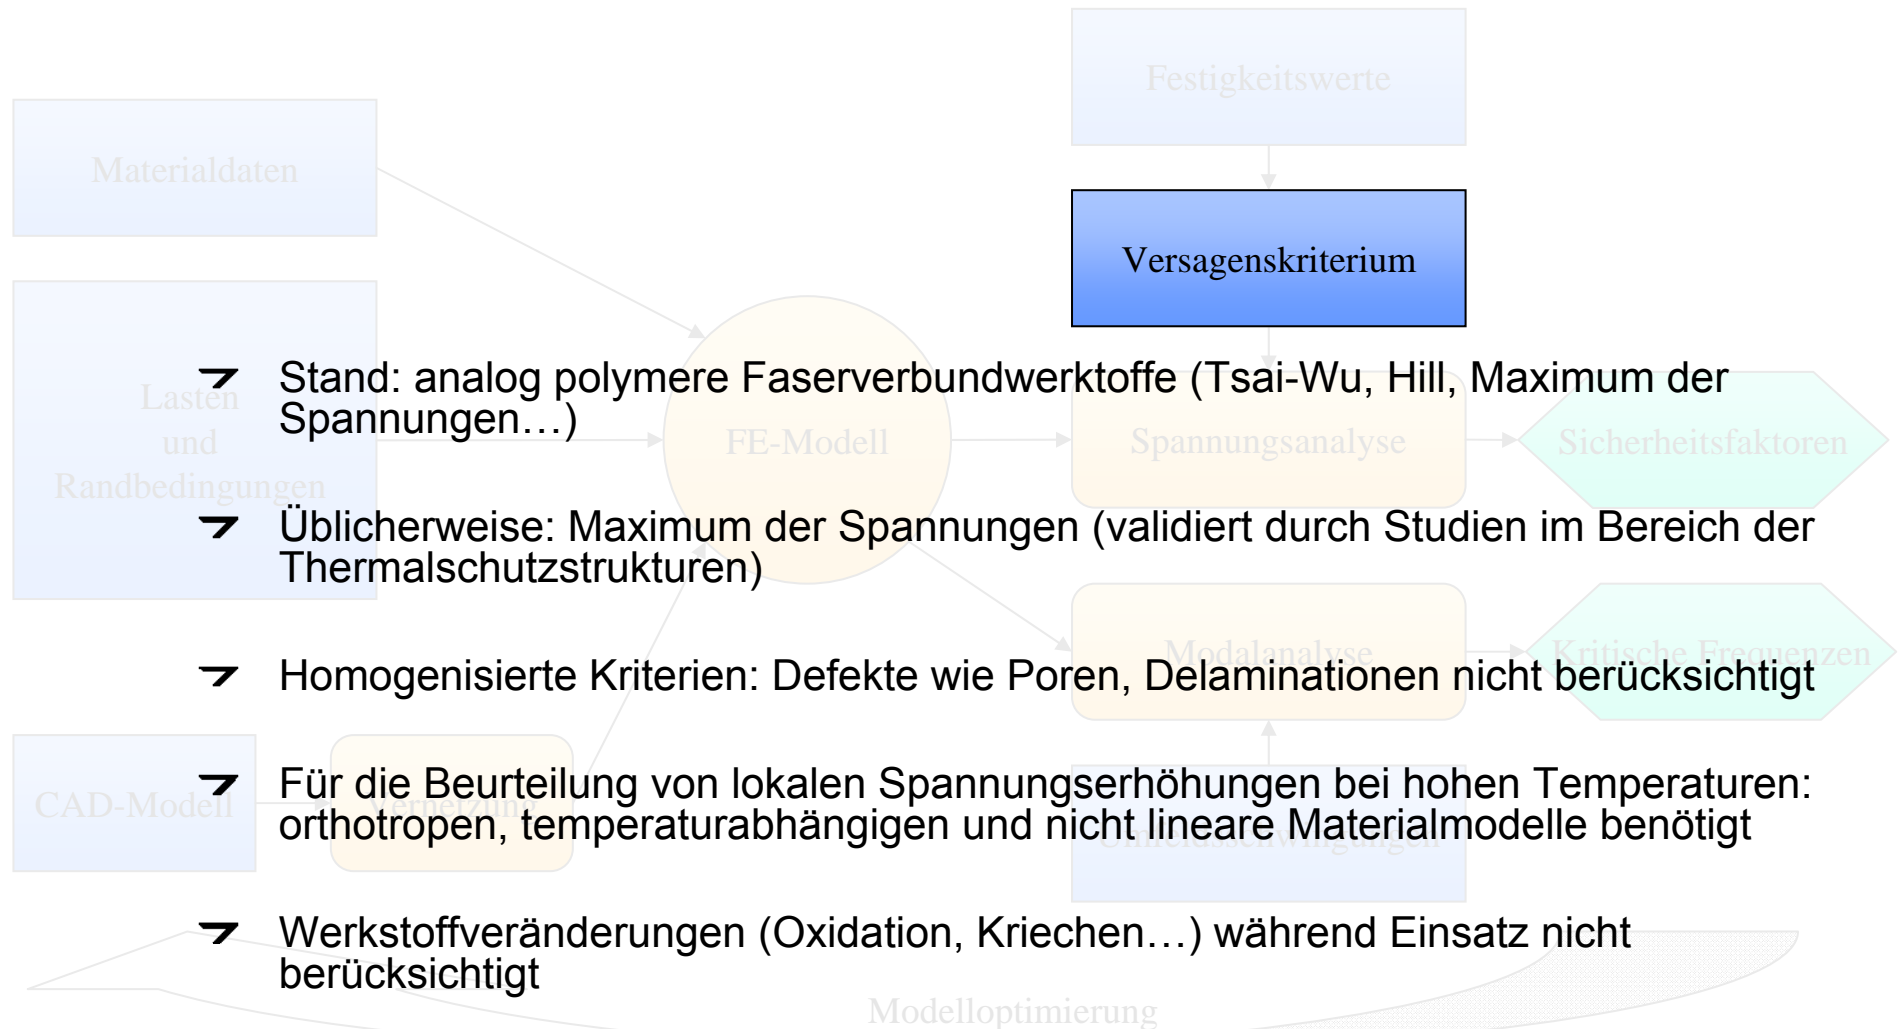 Festigkeitswerte
Materialdaten
Versagenskriterium
Stand: analog polymere Faserverbundwerktoffe (Tsai-Wu, Hill, Maximum der
Spannungen…)
Lasten
und
Randbedingungen
FE-Modell
Spannungsanalyse
Sicherheitsfaktoren
Üblicherweise: Maximum der Spannungen (validiert durch Studien im Bereich der
Thermalschutzstrukturen)
Homogenisierte Kriterien: Defekte wie Poren, Delaminationen nicht berücksichtigt
Modalanalyse
Kritische Frequenzen
Für die Beurteilung von lokalen Spannungserhöhungen bei hohen Temperaturen:
orthotropen, temperaturabhängigen und nicht lineare Materialmodelle benötigt
CAD-Modell
Vernetzung
Umfeldsschwingungen
Werkstoffveränderungen (Oxidation, Kriechen…) während Einsatz nicht
berücksichtigt
Modelloptimierung